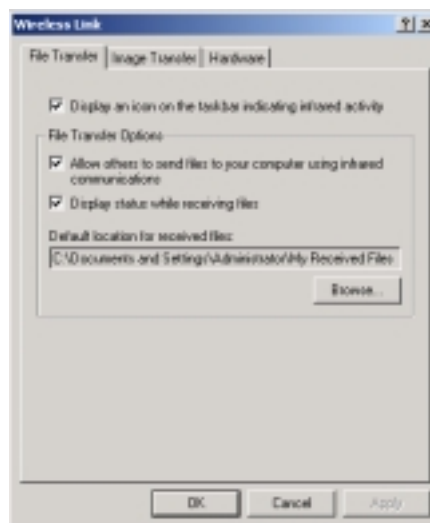 Wireless Link
File Transfer Image Transfer Hardware
Display an icon on the taskbar indicating infrared activity
File Transfer Options
Allow others to send files to your computer using infrared
communications
Display status while receiving files
Default location for received files:
C:\Documents and Settings\Administrator\My Received Files
Browse...
OK Cancel Apply